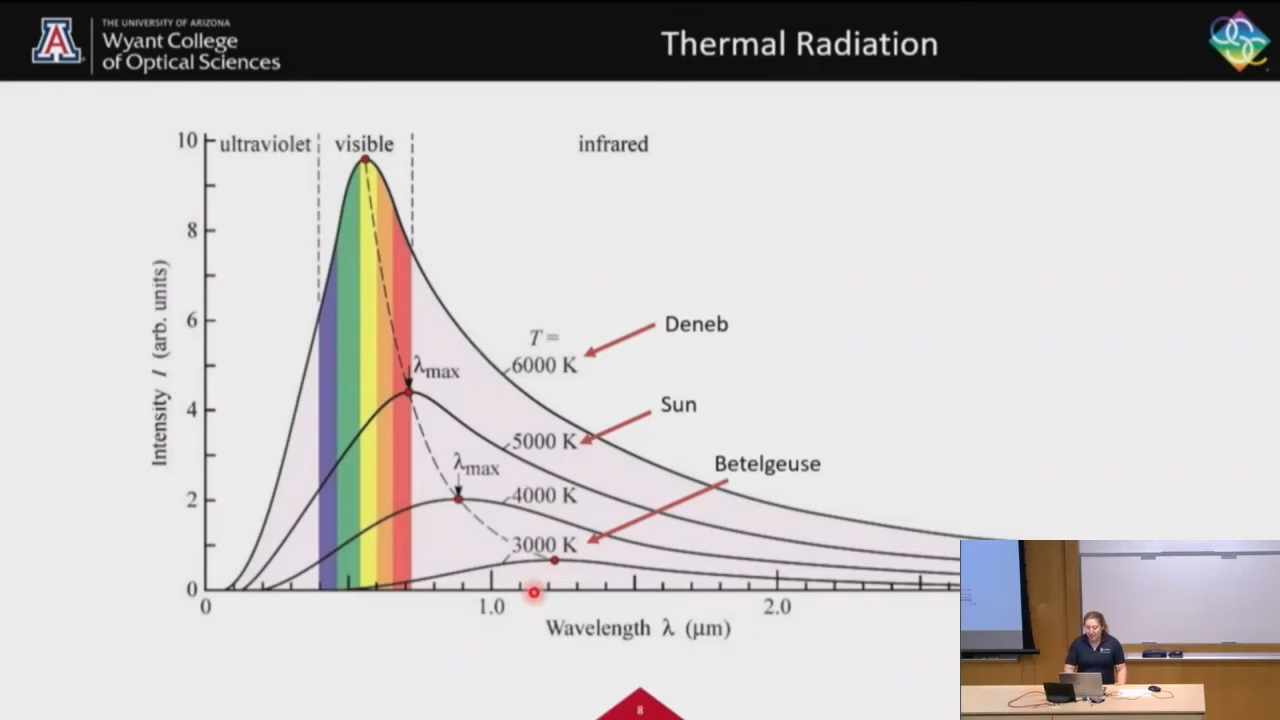 THE UNIVERSITY OF ARIZONA
Wyant College
of Optical Sciences
A
Thermal Radiation
OSC
ultraviolet
visible
infrared
10
8
6
4
2
0
Intensity I (arb. units)
λmax
λmax
T =
6000 K
5000 K
4000 K
3000 K
Deneb
Sun
Betelgeuse
0
1.0
2.0
Wavelength λ (μm)
8